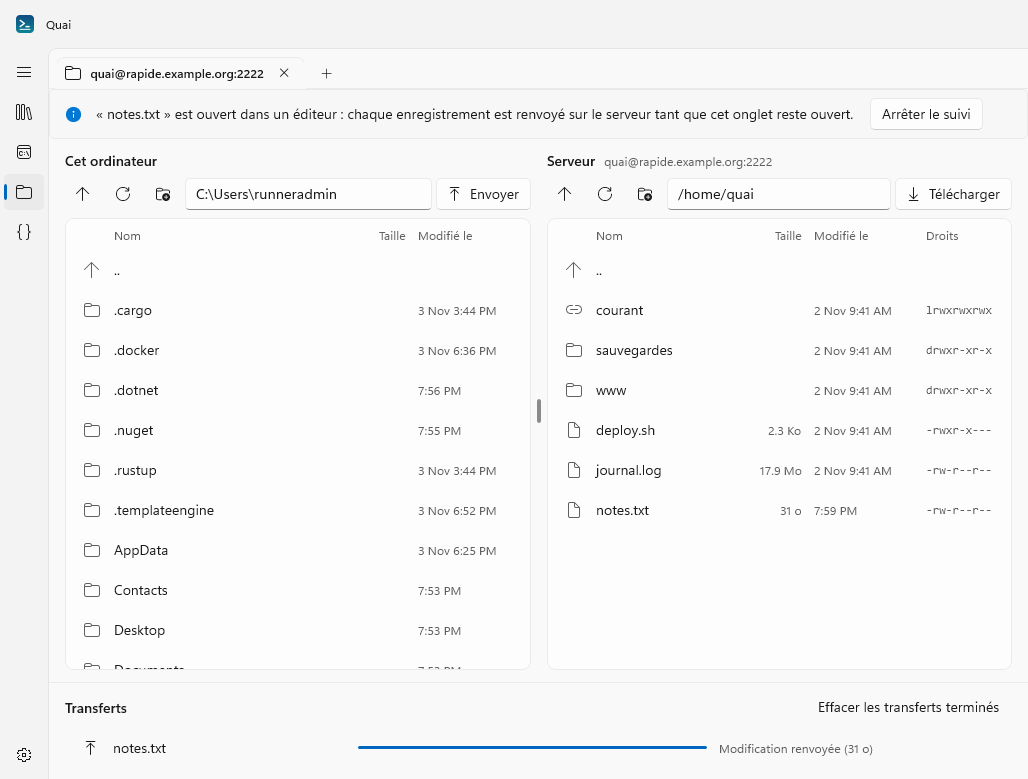 Quai
quai@rapide.example.org:2222
« notes.txt » est ouvert dans un éditeur : chaque enregistrement est renvoyé sur le serveur tant que cet onglet reste ouvert.
Arrêter le suivi
Cet ordinateur
C:\Users\runneradmin
Envoyer
Nom Taille Modifié le
..
.cargo 3 Nov 3:44 PM
.docker 3 Nov 6:36 PM
.dotnet 7:56 PM
.nuget 7:55 PM
.rustup 3 Nov 3:44 PM
.templateengine 3 Nov 6:52 PM
AppData 3 Nov 6:25 PM
Contacts 7:53 PM
Desktop 7:53 PM
Documents 7:53 PM
Serveur quai@rapide.example.org:2222
/home/quai
Télécharger
Nom Taille Modifié le Droits
..
courant 2 Nov 9:41 AM lrwxrwxrwx
sauvegardes 2 Nov 9:41 AM drwxr-xr-x
www 2 Nov 9:41 AM drwxr-xr-x
deploy.sh 2.3 Ko 2 Nov 9:41 AM -rwxr-x---
journal.log 17.9 Mo 2 Nov 9:41 AM -rw-r--r--
notes.txt 31 o 7:59 PM -rw-r--r--
Transferts
Effacer les transferts terminés
notes.txt Modification renvoyée (31 o)